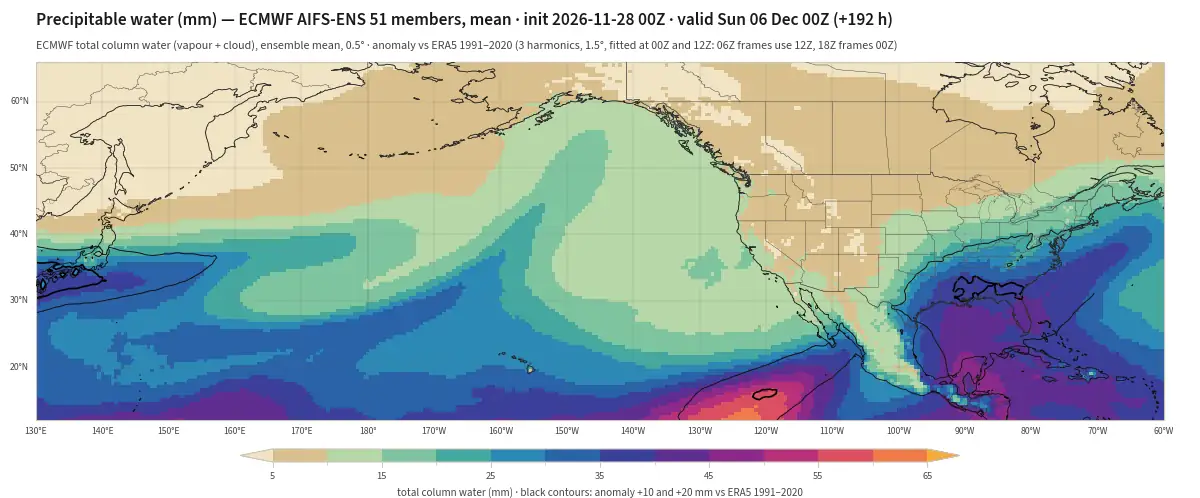 Precipitable water (mm) — ECMWF AIFS-ENS 51 members, mean · init 2026-11-28 00Z · valid Sun 06 Dec 00Z (+192 h)
ECMWF total column water (vapour + cloud), ensemble mean, 0.5° · anomaly vs ERA5 1991–2020 (3 harmonics, 1.5°, fitted at 00Z and 12Z: 06Z frames use 12Z, 18Z frames 00Z)
60°N
50°N
40°N
30°N
20°N
130°E 140°E 150°E 160°E 170°E 180° 170°W 160°W 150°W 140°W 130°W 120°W 110°W 100°W 90°W 80°W 70°W 60°W
5 15 25 35 45 55 65
total column water (mm) · black contours: anomaly +10 and +20 mm vs ERA5 1991–2020